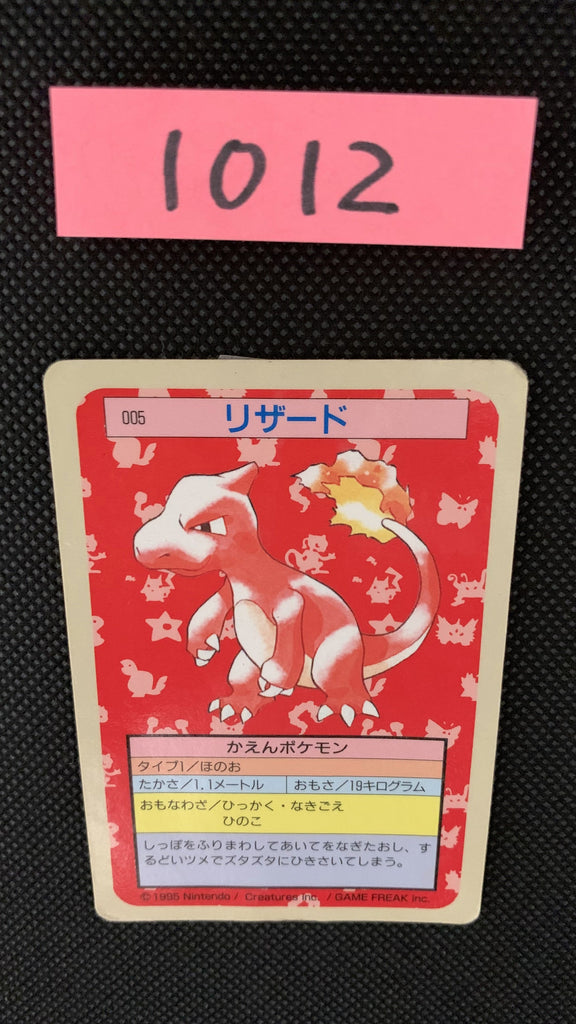 1012
005 リザード
かえんポケモン
タイプ1/ほのお
たかさ/1.1メートル おもさ/19キログラム
おもなわざ/ひっかく・なきごえ
ひのこ
しっぽをふりまわしてあいてをなぎたおし、す
るどいツメでズタズタにひきさいてしまう。
©1995 Nintendo / Creatures inc. / GAME FREAK inc.